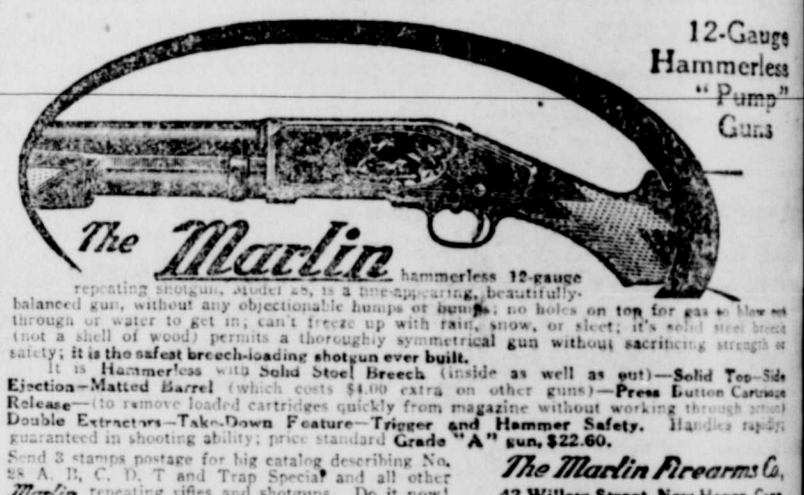 12-Gauge
Hammerless
"Pump"
Guns
The Marlin hammerless 12-gauge
repeating shotgun, Model 28, is a fine-appearing, beautifully-
balanced gun, without any objectionable humps or bumps; no holes on top for gas to blow out
through or water to get in; can't freeze up with rain, snow, or sleet; it's solid steel breech
(not a shell of wood) permits a thoroughly symmetrical gun without sacrificing strength or
safety; it is the safest breech-loading shotgun ever built.
It is Hammerless with Solid Steel Breech (inside as well as out)—Solid Top—Side
Ejection—Matted Barrel (which costs $4.00 extra on other guns)—Press Button Cartridge
Release—(to remove loaded cartridges quickly from magazine without working through action)
Double Extractors—Take-Down Feature—Trigger and Hammer Safety. Handles rapidly;
guaranteed in shooting ability; price standard Grade "A" gun, $22.60.
Send 3 stamps postage for big catalog describing No.
28 A, B, C, D, T and Trap Special and all other
Marlin repeating rifles and shotguns. Do it now!
The Marlin Firearms Co,
42 Willow Street, New Haven,